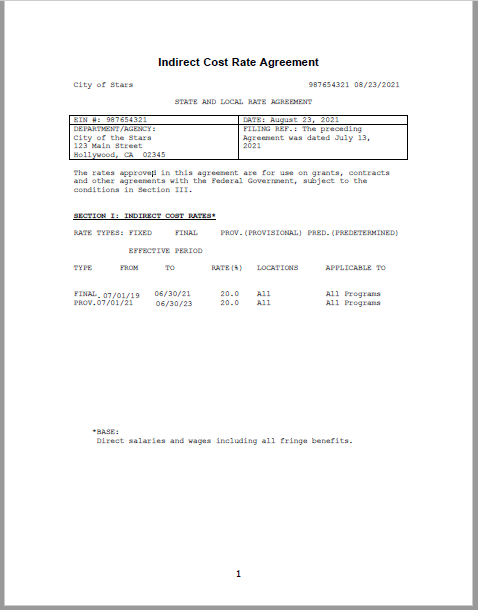 Indirect Cost Rate Agreement
City of Stars 987654321 08/23/2021
STATE AND LOCAL RATE AGREEMENT
EIN #: 987654321 DATE: August 23, 2021
DEPARTMENT/AGENCY: FILING REF.: The preceding
City of the Stars Agreement was dated July 13,
123 Main Street 2021
Hollywood, CA 02345
The rates approved in this agreement are for use on grants, contracts
and other agreements with the Federal Government, subject to the
conditions in Section III.
SECTION I: INDIRECT COST RATES*
RATE TYPES: FIXED FINAL PROV.(PROVISIONAL) PRED.(PREDETERMINED)
EFFECTIVE PERIOD
TYPE FROM TO RATE(%) LOCATIONS APPLICABLE TO
FINAL. 07/01/19 06/30/21 20.0 All All Programs
PROV.07/01/21 06/30/23 20.0 All All Programs
*BASE:
Direct salaries and wages including all fringe benefits.
1